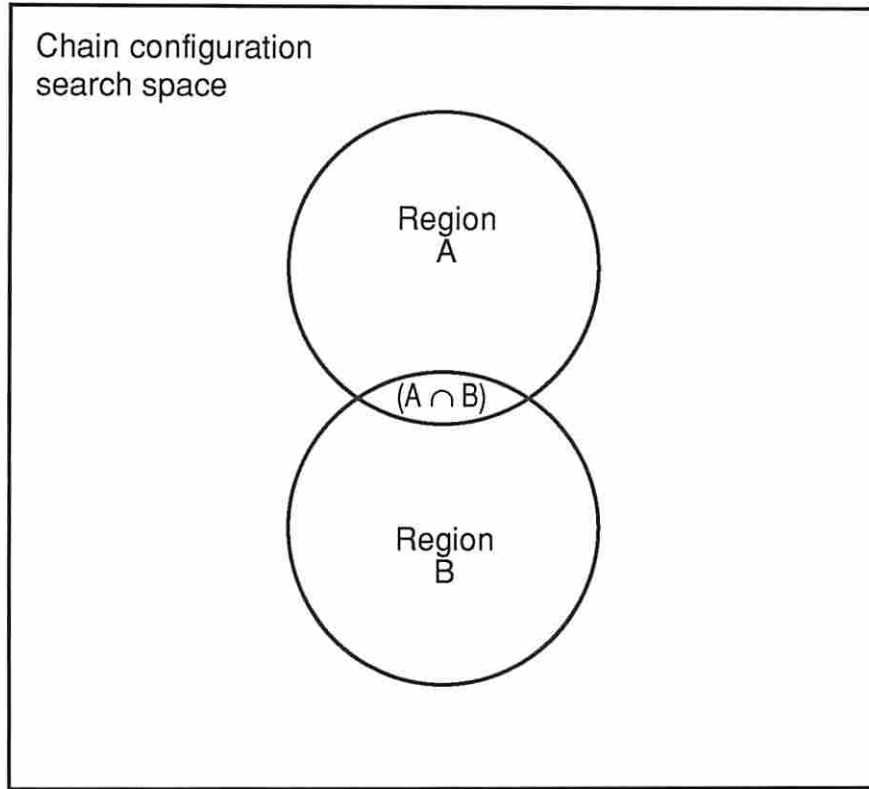 Chain configuration
search space
Region
A
(A ∩ B)
Region
B